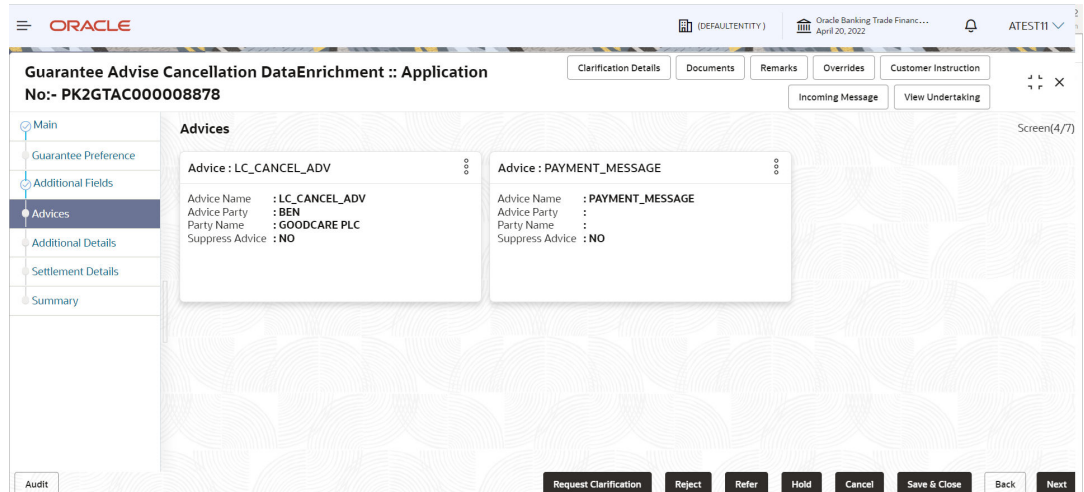 ORACLE
(DEFAULTENTITY )
Oracle Banking Trade Financ...
April 20, 2022
ATEST11
Guarantee Advise Cancellation DataEnrichment :: Application
No:- PK2GTAC000008878
Clarification Details
Documents
Remarks
Overrides
Customer Instruction
Incoming Message
View Undertaking
Main
Guarantee Preference
Additional Fields
Advices
Additional Details
Settlement Details
Summary
Advices
Screen(4/7)
Advice : LC_CANCEL_ADV
Advice Name : LC_CANCEL_ADV
Advice Party : BEN
Party Name : GOODCARE PLC
Suppress Advice : NO
Advice : PAYMENT_MESSAGE
Advice Name : PAYMENT_MESSAGE
Advice Party :
Party Name :
Suppress Advice : NO
Audit
Request Clarification
Reject
Refer
Hold
Cancel
Save & Close
Back
Next